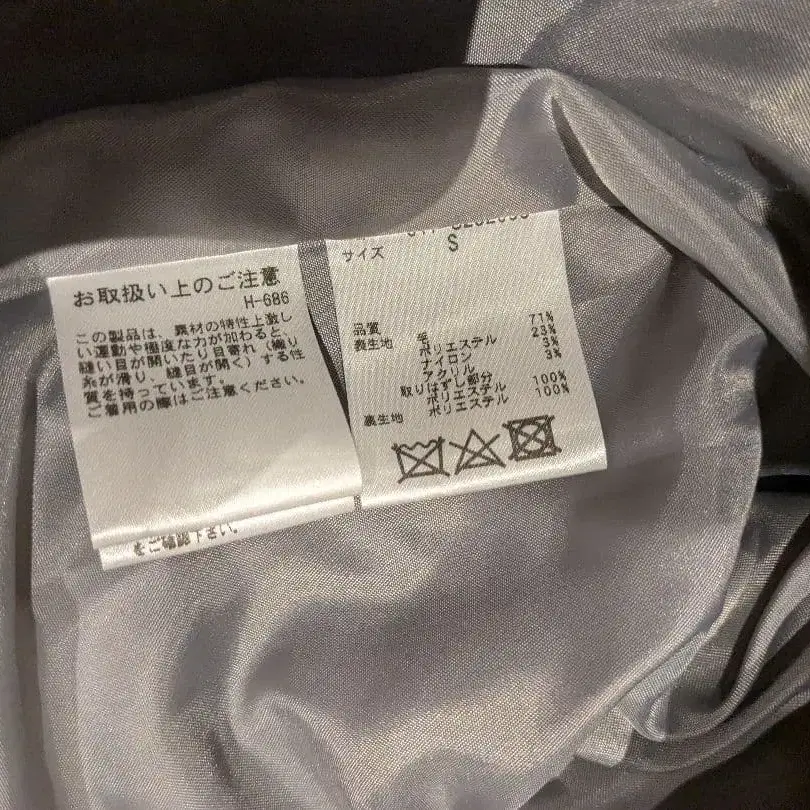 お取扱い上のご注意
H-686
この製品は、素材の特性上激し
い運動や極度な力が加わると、
縫い目が開いたり目寄れ（織り
糸が滑り、縫目が開く）する性
質を持っています。
ご着用の際はご注意ください。
をご確認下さい。
サイズ
S
品質
表生地 毛 71%
ポリエステル 23%
ナイロン 3%
アクリル 3%
取りはずし部分
ポリエステル 100%
裏生地 ポリエステル 100%